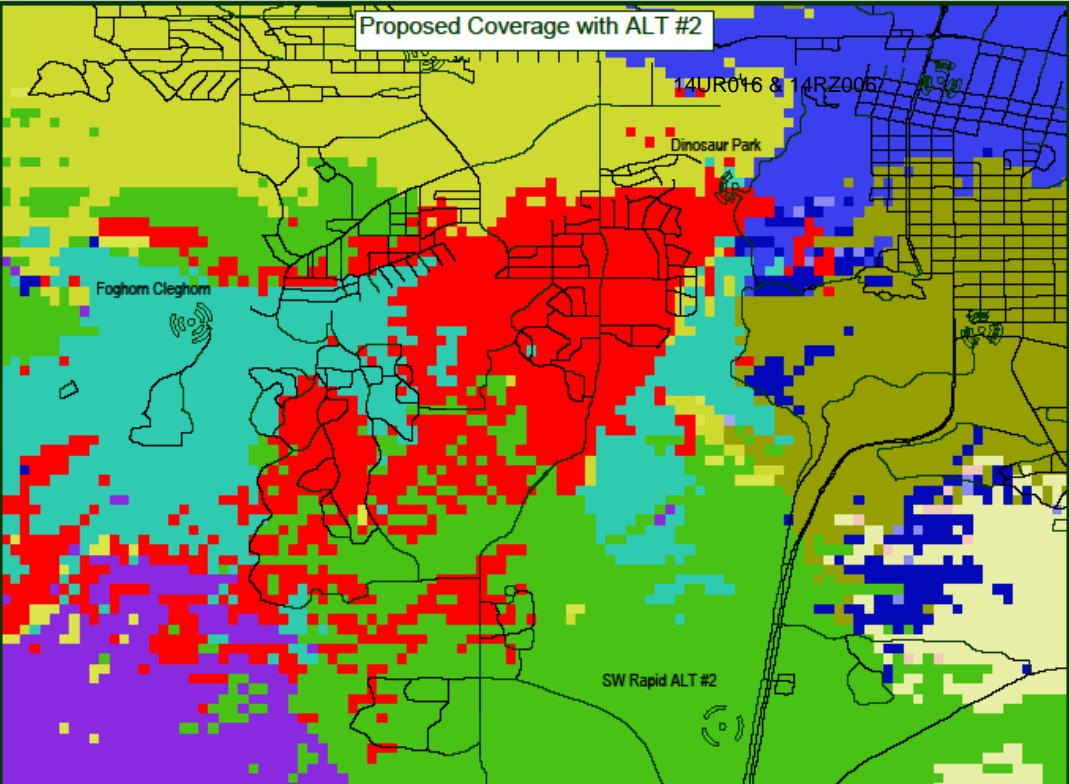 Proposed Coverage with ALT #2
14UR016 & 14RZ006
Dinosaur Park
Foghorn Cleghorn
SW Rapid ALT #2